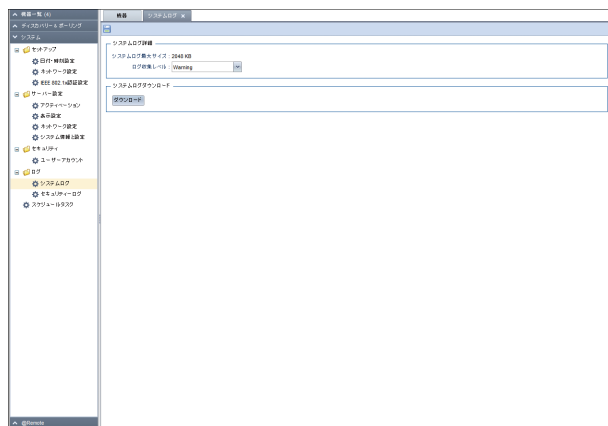 機器一覧 (4)
ディスカバリー & ポーリング
システム
セットアップ
日付・時刻設定
ネットワーク設定
IEEE 802.1x認証設定
サーバー設定
アクティベーション
表示設定
ネットワーク設定
システム情報と設定
セキュリティ
ユーザーアカウント
ログ
システムログ
セキュリティーログ
スケジュールタスク
@Remote
機器
システムログ
システムログ詳細
システムログ最大サイズ : 2048 KB
ログ収集レベル Warning
システムログダウンロード
ダウンロード